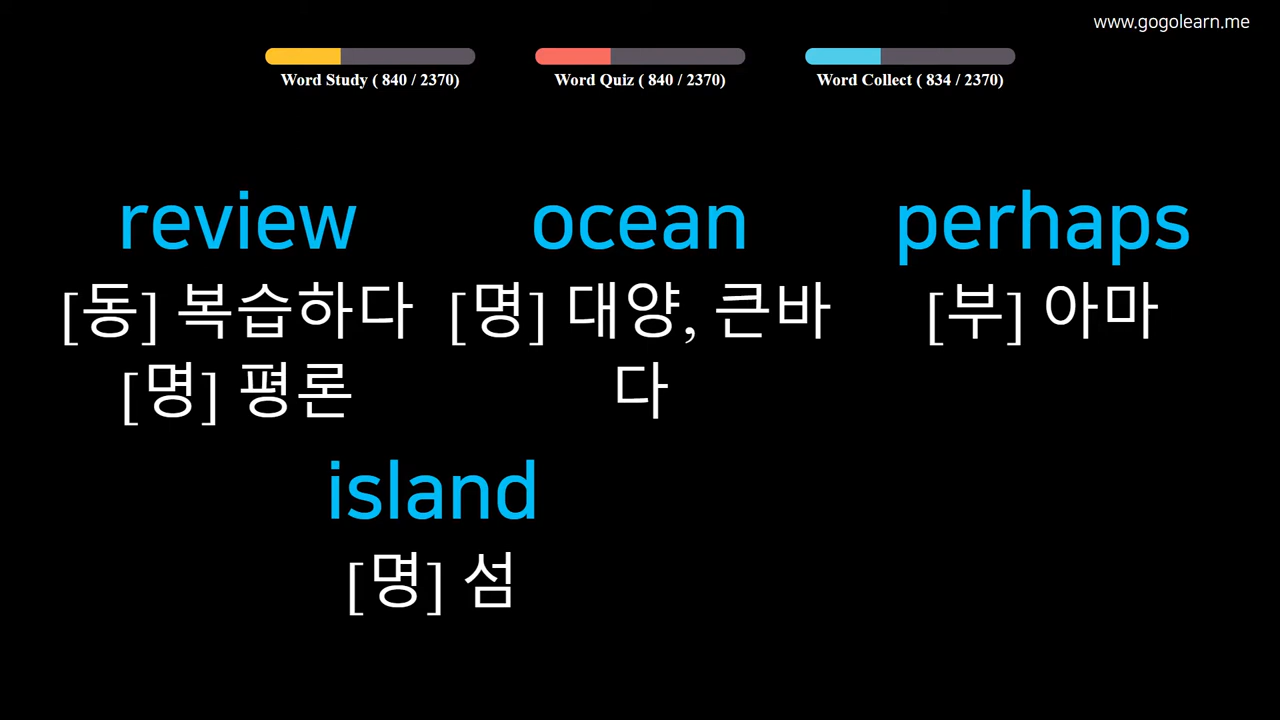 www.gogolearn.me
Word Study ( 840 / 2370)
Word Quiz ( 840 / 2370)
Word Collect ( 834 / 2370)
review
[동] 복습하다
[명] 평론
ocean
[명] 대양, 큰바
다
perhaps
[부] 아마
island
[명] 섬